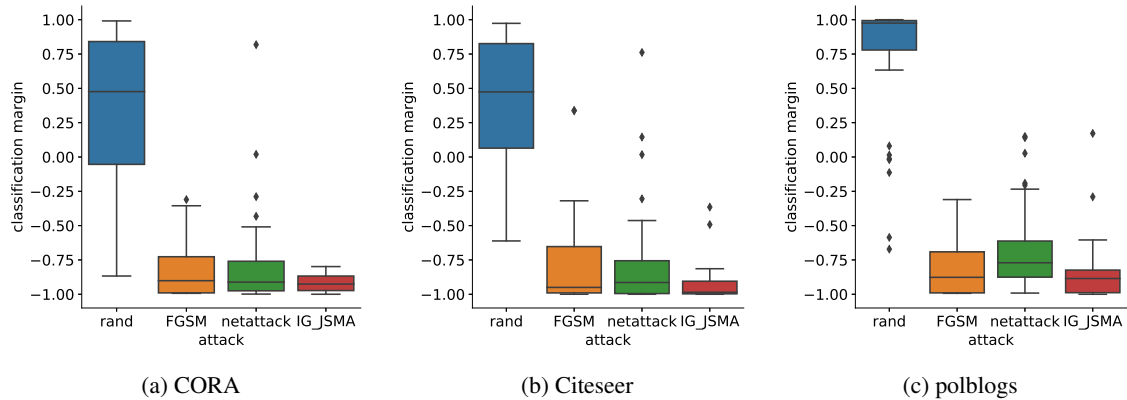 1.00
0.75
0.50
0.25
0.00
−0.25
−0.50
−0.75
−1.00
classification margin
rand FGSM netattack IG_JSMA
attack
(a) CORA
1.00
0.75
0.50
0.25
0.00
−0.25
−0.50
−0.75
−1.00
classification margin
rand FGSM netattack IG_JSMA
attack
(b) Citeseer
1.00
0.75
0.50
0.25
0.00
−0.25
−0.50
−0.75
−1.00
classification margin
rand FGSM netattack IG_JSMA
attack
(c) polblogs